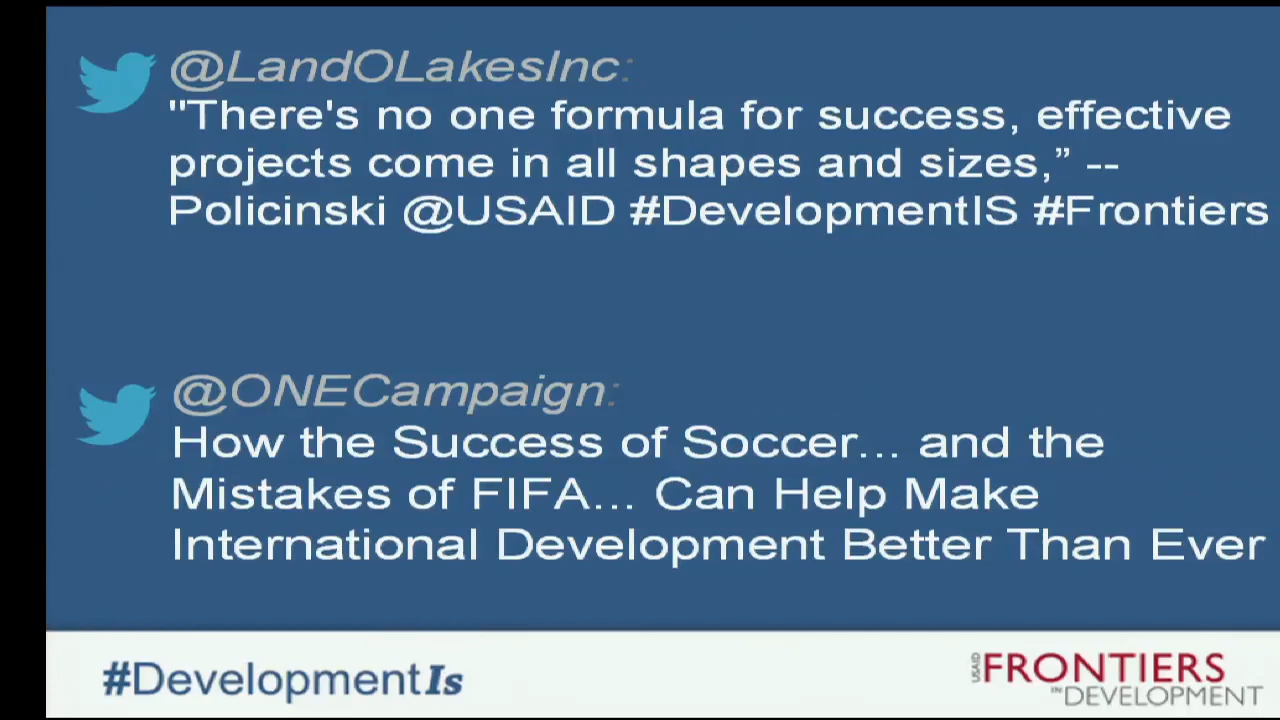 @LandOLakesInc:
"There's no one formula for success, effective
projects come in all shapes and sizes,” --
Policinski @USAID #DevelopmentIS #Frontiers
@ONECampaign:
How the Success of Soccer... and the
Mistakes of FIFA... Can Help Make
International Development Better Than Ever
#DevelopmentIs
USAID FRONTIERS
IN DEVELOPMENT